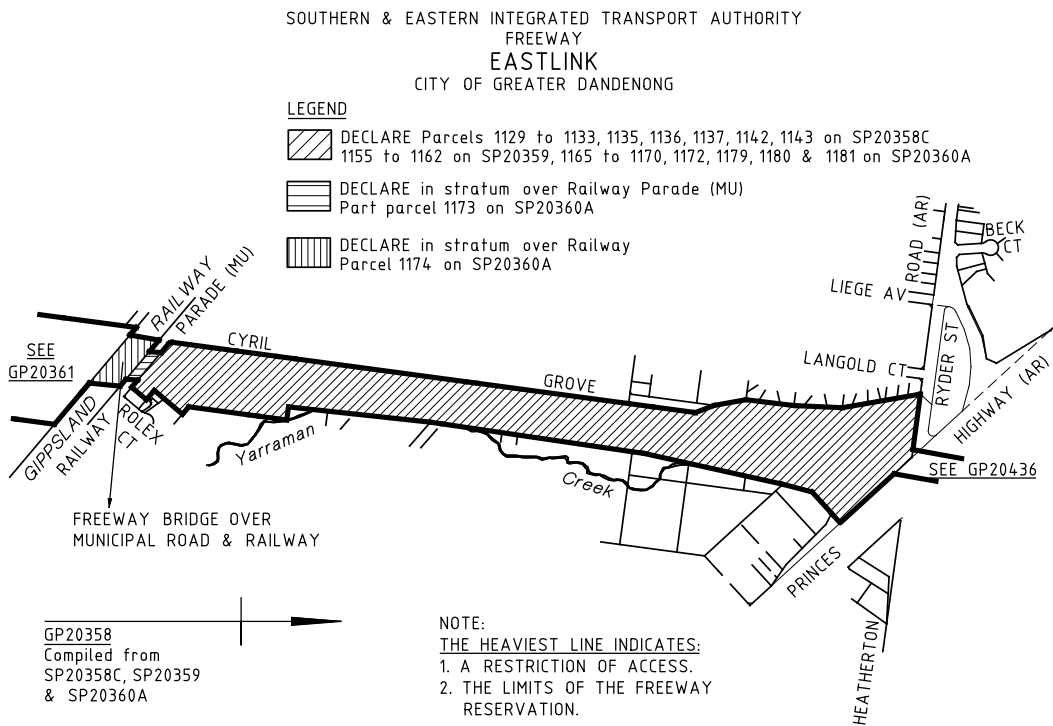 SOUTHERN & EASTERN INTEGRATED TRANSPORT AUTHORITY
FREEWAY
EASTLINK
CITY OF GREATER DANDENONG
LEGEND
DECLARE Parcels 1129 to 1133, 1135, 1136, 1137, 1142, 1143 on SP20358C
1155 to 1162 on SP20359, 1165 to 1170, 1172, 1179, 1180 & 1181 on SP20360A
DECLARE in stratum over Railway Parade (MU)
Part parcel 1173 on SP20360A
DECLARE in stratum over Railway
Parcel 1174 on SP20360A
ROAD (AR)
BECK
CT
LIEGE AV
LANGOLD CT
RYDER ST
HIGHWAY (AR)
RAILWAY
PARADE (MU)
SEE
GP20361
CYRIL
GROVE
GIPPSLAND
RAILWAY
ROLEX
CT
Yarraman
Creek
SEE GP20436
FREEWAY BRIDGE OVER
MUNICIPAL ROAD & RAILWAY
PRINCES
HEATHERTON
GP20358
Compiled from
SP20358C, SP20359
& SP20360A
NOTE:
THE HEAVIEST LINE INDICATES:
1. A RESTRICTION OF ACCESS.
2. THE LIMITS OF THE FREEWAY
RESERVATION.